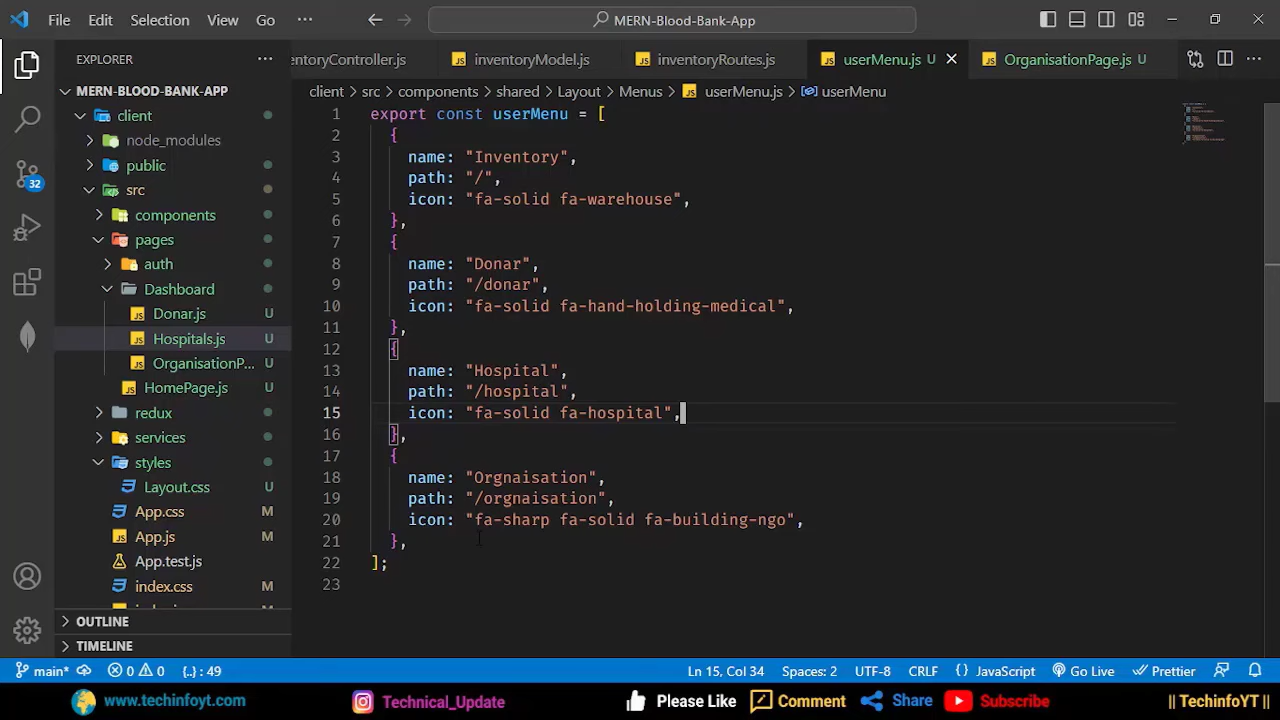 File Edit Selection View Go ··· MERN-Blood-Bank-App
EXPLORER
entoryController.js inventoryModel.js inventoryRoutes.js userMenu.js U OrganisationPage.js U
client > src > components > shared > Layout > Menus > userMenu.js > userMenu
MERN-BLOOD-BANK-APP
client
node_modules
public
src
components
pages
auth
Dashboard
Donar.js U
Hospitals.js U
OrganisationP... U
HomePage.js U
redux
services
styles
Layout.css U
App.css M
App.js M
App.test.js
index.css M
OUTLINE
TIMELINE
32
1 export const userMenu = [
2 {
3 name: "Inventory",
4 path: "/",
5 icon: "fa-solid fa-warehouse",
6 },
7 {
8 name: "Donar",
9 path: "/donar",
10 icon: "fa-solid fa-hand-holding-medical",
11 },
12 {
13 name: "Hospital",
14 path: "/hospital",
15 icon: "fa-solid fa-hospital",
16 },
17 {
18 name: "Orgnaisation",
19 path: "/orgnaisation",
20 icon: "fa-sharp fa-solid fa-building-ngo",
21 },
22 ];
23
main* 0 0 {..} : 49 Ln 15, Col 34 Spaces: 2 UTF-8 CRLF {} JavaScript Go Live Prettier
www.techinfoyt.com Technical_Update Please Like Comment Share Subscribe || TechinfoYT ||